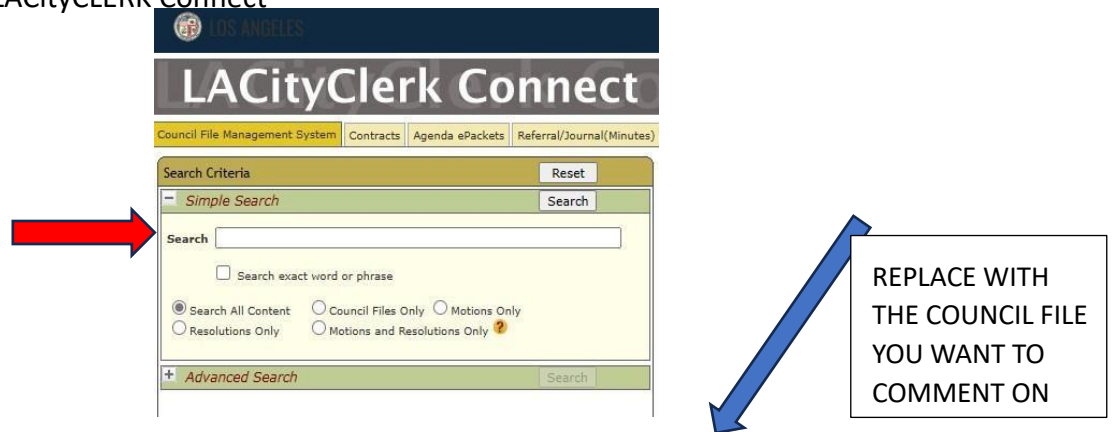 LACityCLERK Connect
LOS ANGELES
LACityClerk Connect
Council File Management System Contracts Agenda ePackets Referral/Journal(Minutes)
Search Criteria Reset
Simple Search Search
Search
Search exact word or phrase
Search All Content Council Files Only Motions Only
Resolutions Only Motions and Resolutions Only ?
Advanced Search Search
REPLACE WITH
THE COUNCIL FILE
YOU WANT TO
COMMENT ON